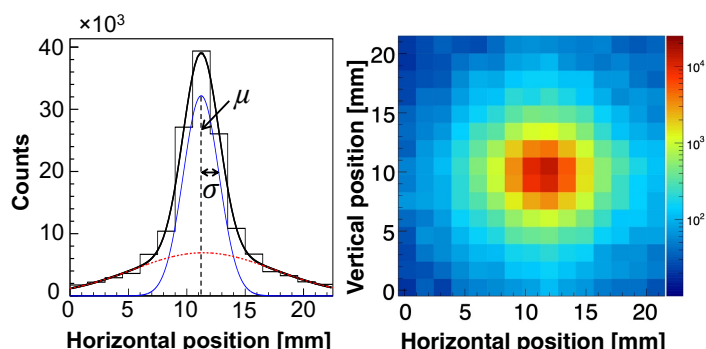 ×10³
40
30
20
10
0
Counts
μ
σ
0 5 10 15 20
Horizontal position [mm]
20
15
10
5
0
Vertical position [mm]
0 5 10 15 20
Horizontal position [mm]
10⁴
10³
10²